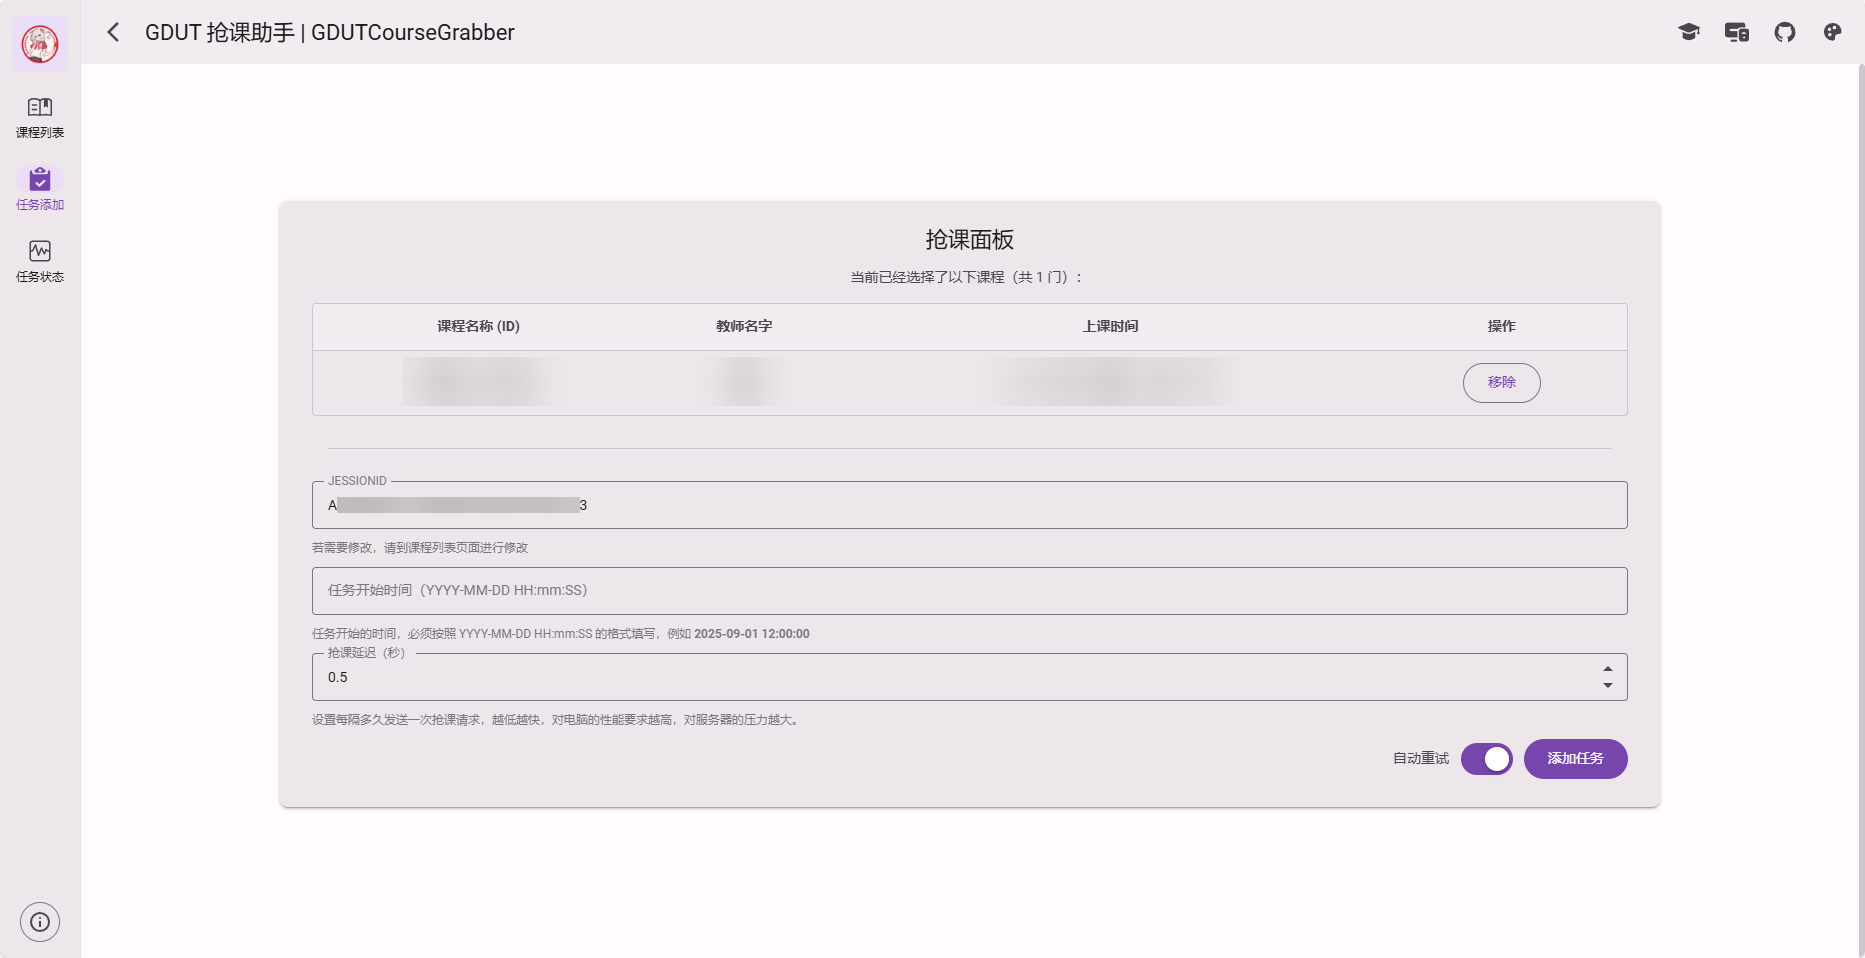 GDUT 抢课助手 | GDUTCourseGrabber
课程列表
任务添加
任务状态
抢课面板
当前已经选择了以下课程（共 1 门）：
课程名称 (ID) 教师名字 上课时间 操作
移除
JESSIONID
A
3
若需要修改，请到课程列表页面进行修改
任务开始时间（YYYY-MM-DD HH:mm:SS）
任务开始的时间，必须按照 YYYY-MM-DD HH:mm:SS 的格式填写，例如 2025-09-01 12:00:00
抢课延迟（秒）
0.5
设置每隔多久发送一次抢课请求，越低越快，对电脑的性能要求越高，对服务器的压力越大。
自动重试 添加任务